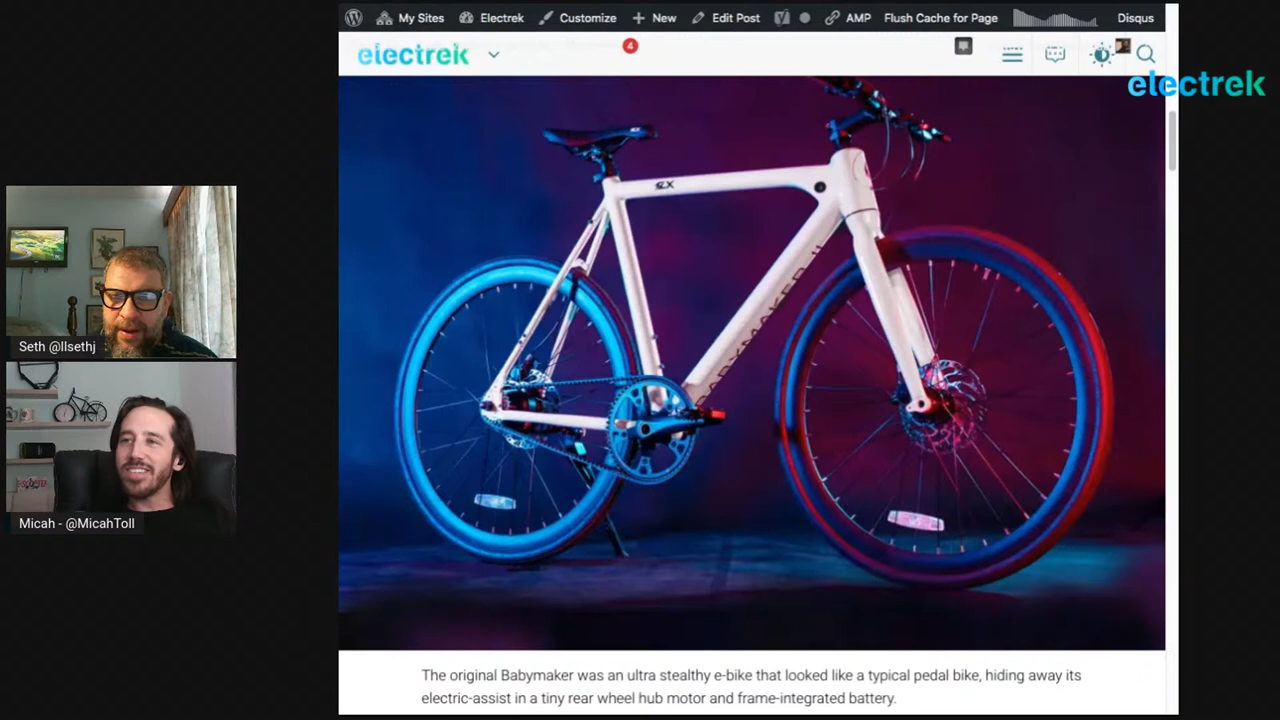 My Sites Electrek Customize New Edit Post AMP Flush Cache for Page Disqus
electrek 4
electrek
BABYMAKER II
Seth @llsethj
Micah - @MicahToll
The original Babymaker was an ultra stealthy e-bike that looked like a typical pedal bike, hiding away its
electric-assist in a tiny rear wheel hub motor and frame-integrated battery.